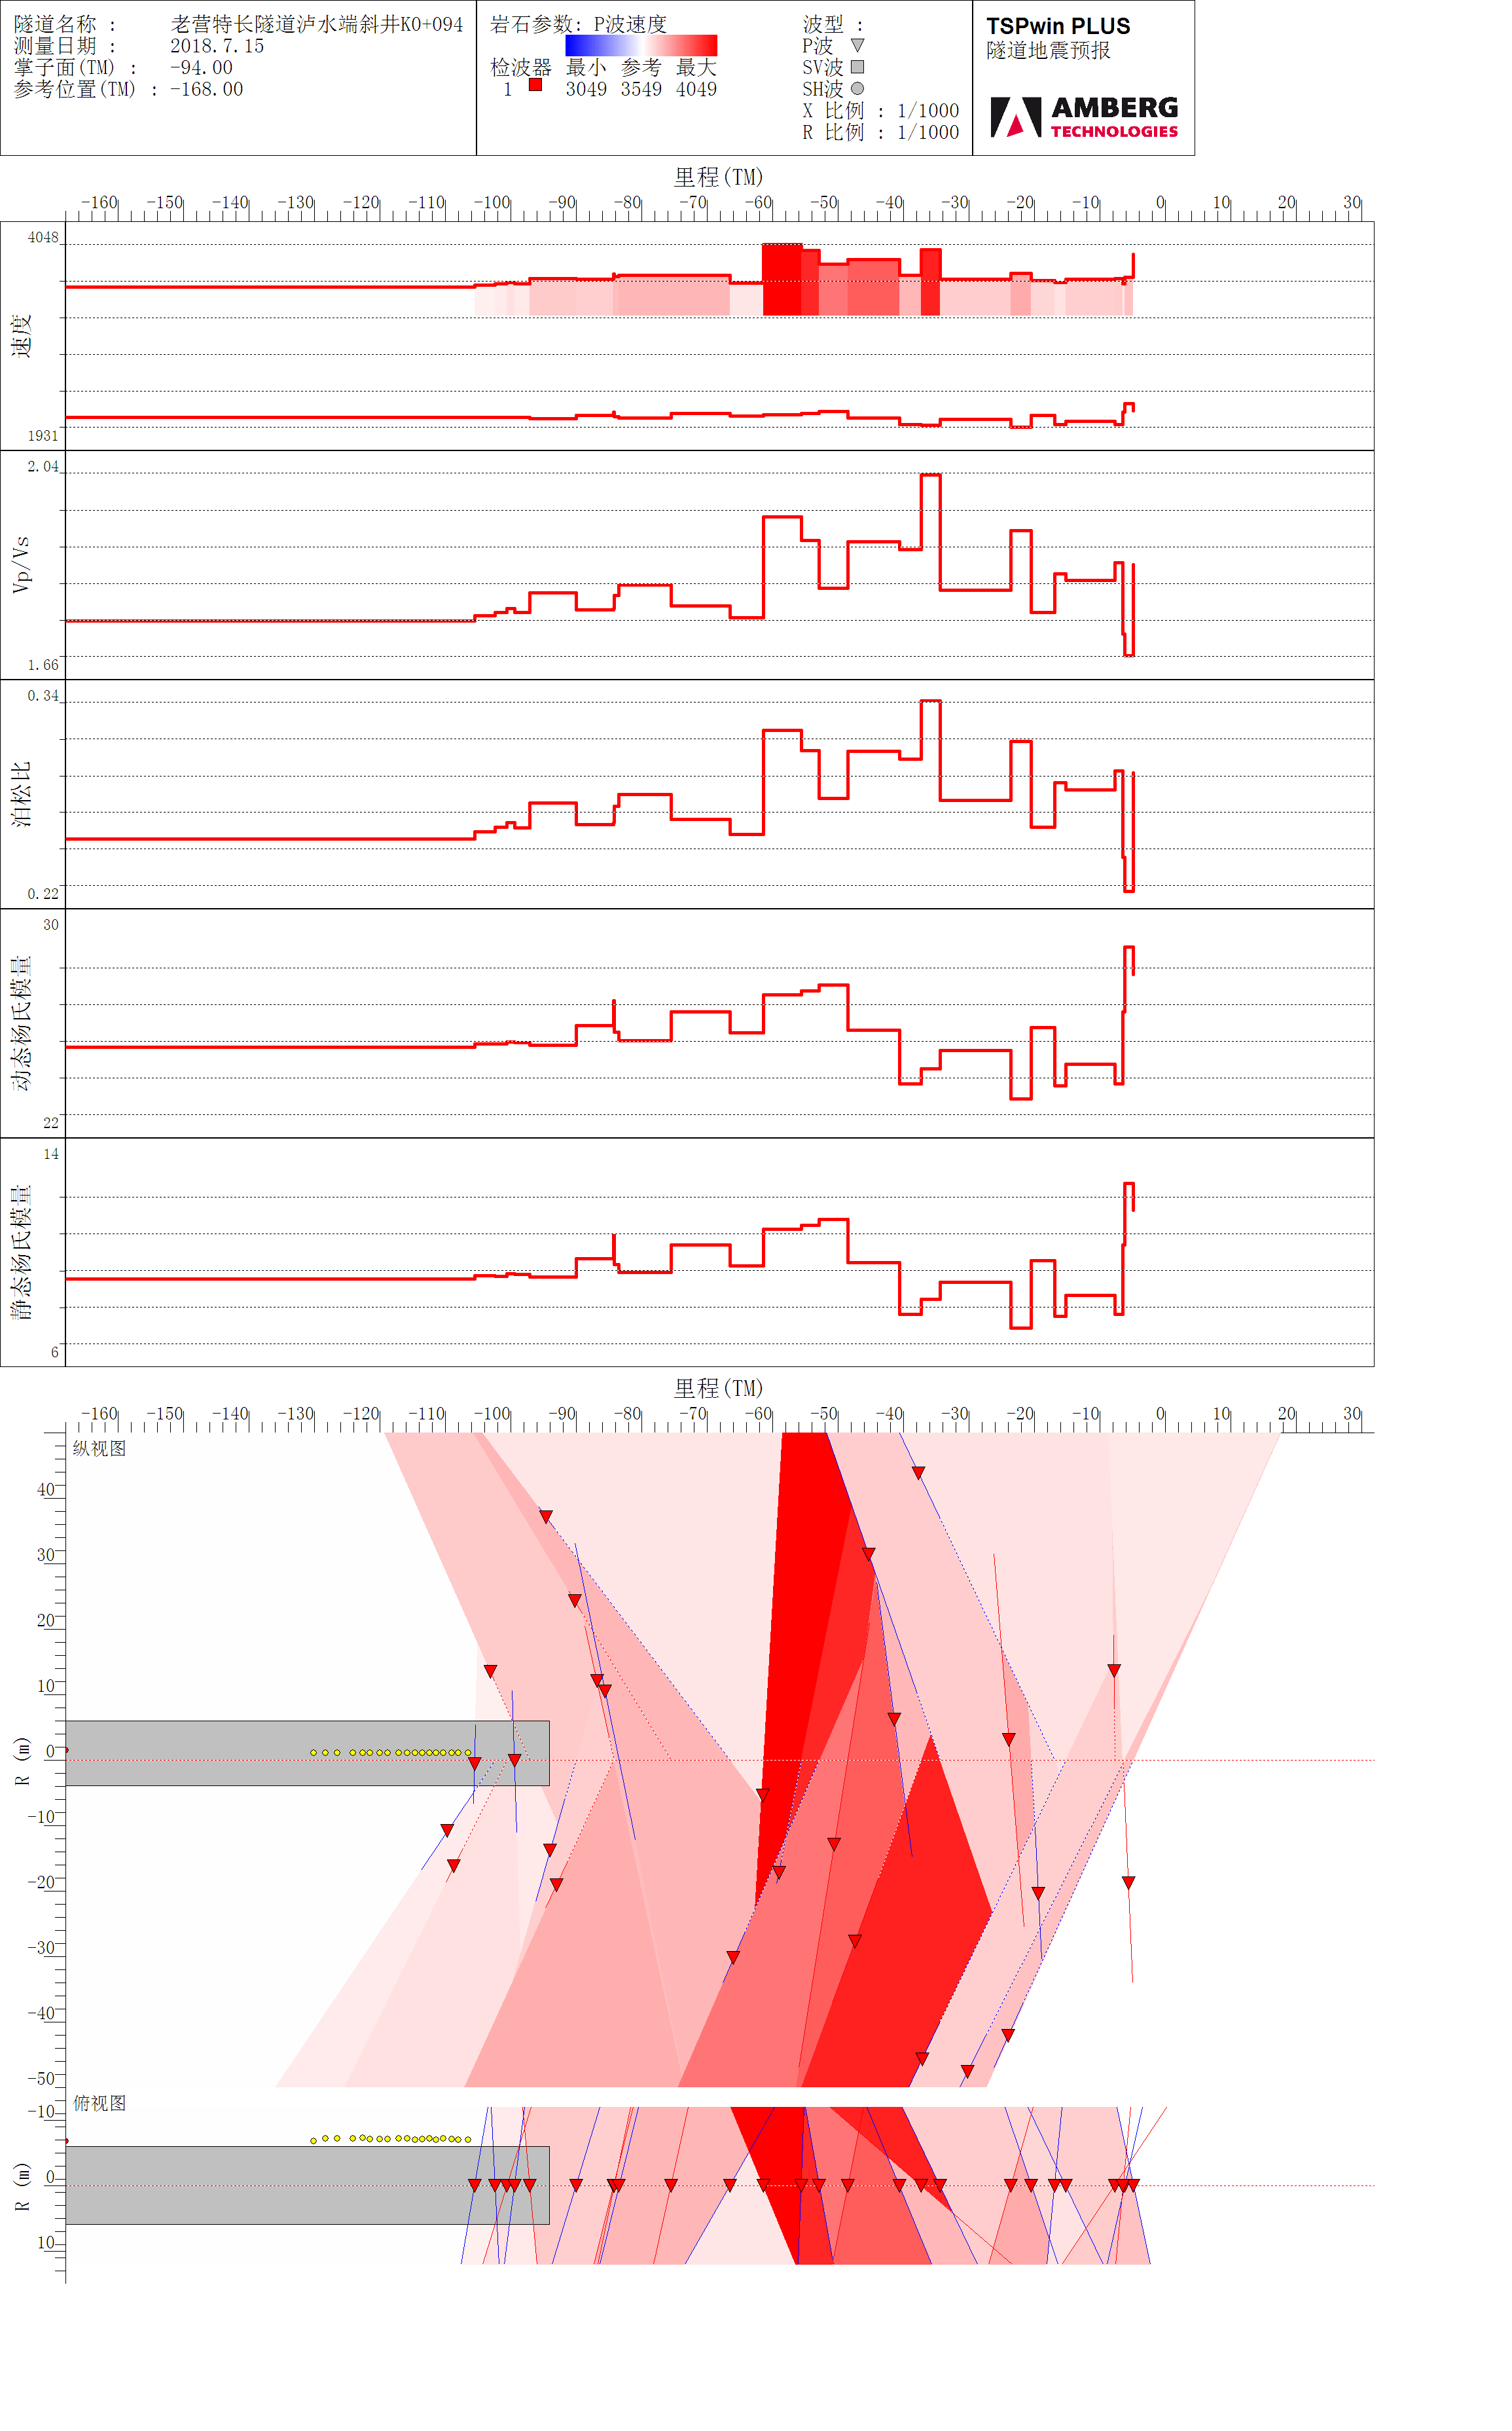 隧道名称 : 老营特长隧道泸水端斜井K0+094
测量日期 : 2018.7.15
掌子面(TM) : -94.00
参考位置(TM) : -168.00
岩石参数: P波速度
检波器 最小 参考 最大
1 3049 3549 4049
波型 :
P波
SV波
SH波
X 比例 : 1/1000
R 比例 : 1/1000
TSPwin PLUS
隧道地震预报
AMBERG
TECHNOLOGIES
里程(TM)
-160 -150 -140 -130 -120 -110 -100 -90 -80 -70 -60 -50 -40 -30 -20 -10 0 10 20 30
4048
速度
1931
2.04
Vp/Vs
1.66
0.34
泊松比
0.22
30
动态杨氏模量
22
14
静态杨氏模量
6
里程(TM)
-160 -150 -140 -130 -120 -110 -100 -90 -80 -70 -60 -50 -40 -30 -20 -10 0 10 20 30
纵视图
40
30
20
10
0
R (m)
-10
-20
-30
-40
-50
俯视图
-10
0
R (m)
10